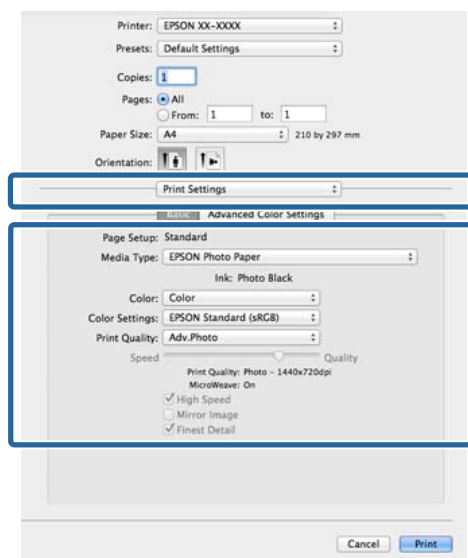 Printer: EPSON XX-XXXX
Presets: Default Settings
Copies: 1
Pages: All
From: 1 to: 1
Paper Size: A4 210 by 297 mm
Orientation:
Print Settings
Basic Advanced Color Settings
Page Setup: Standard
Media Type: EPSON Photo Paper
Ink: Photo Black
Color: Color
Color Settings: EPSON Standard (sRGB)
Print Quality: Adv.Photo
Speed Quality
Print Quality: Photo - 1440x720dpi
MicroWeave: On
High Speed
Mirror Image
Finest Detail
Cancel Print